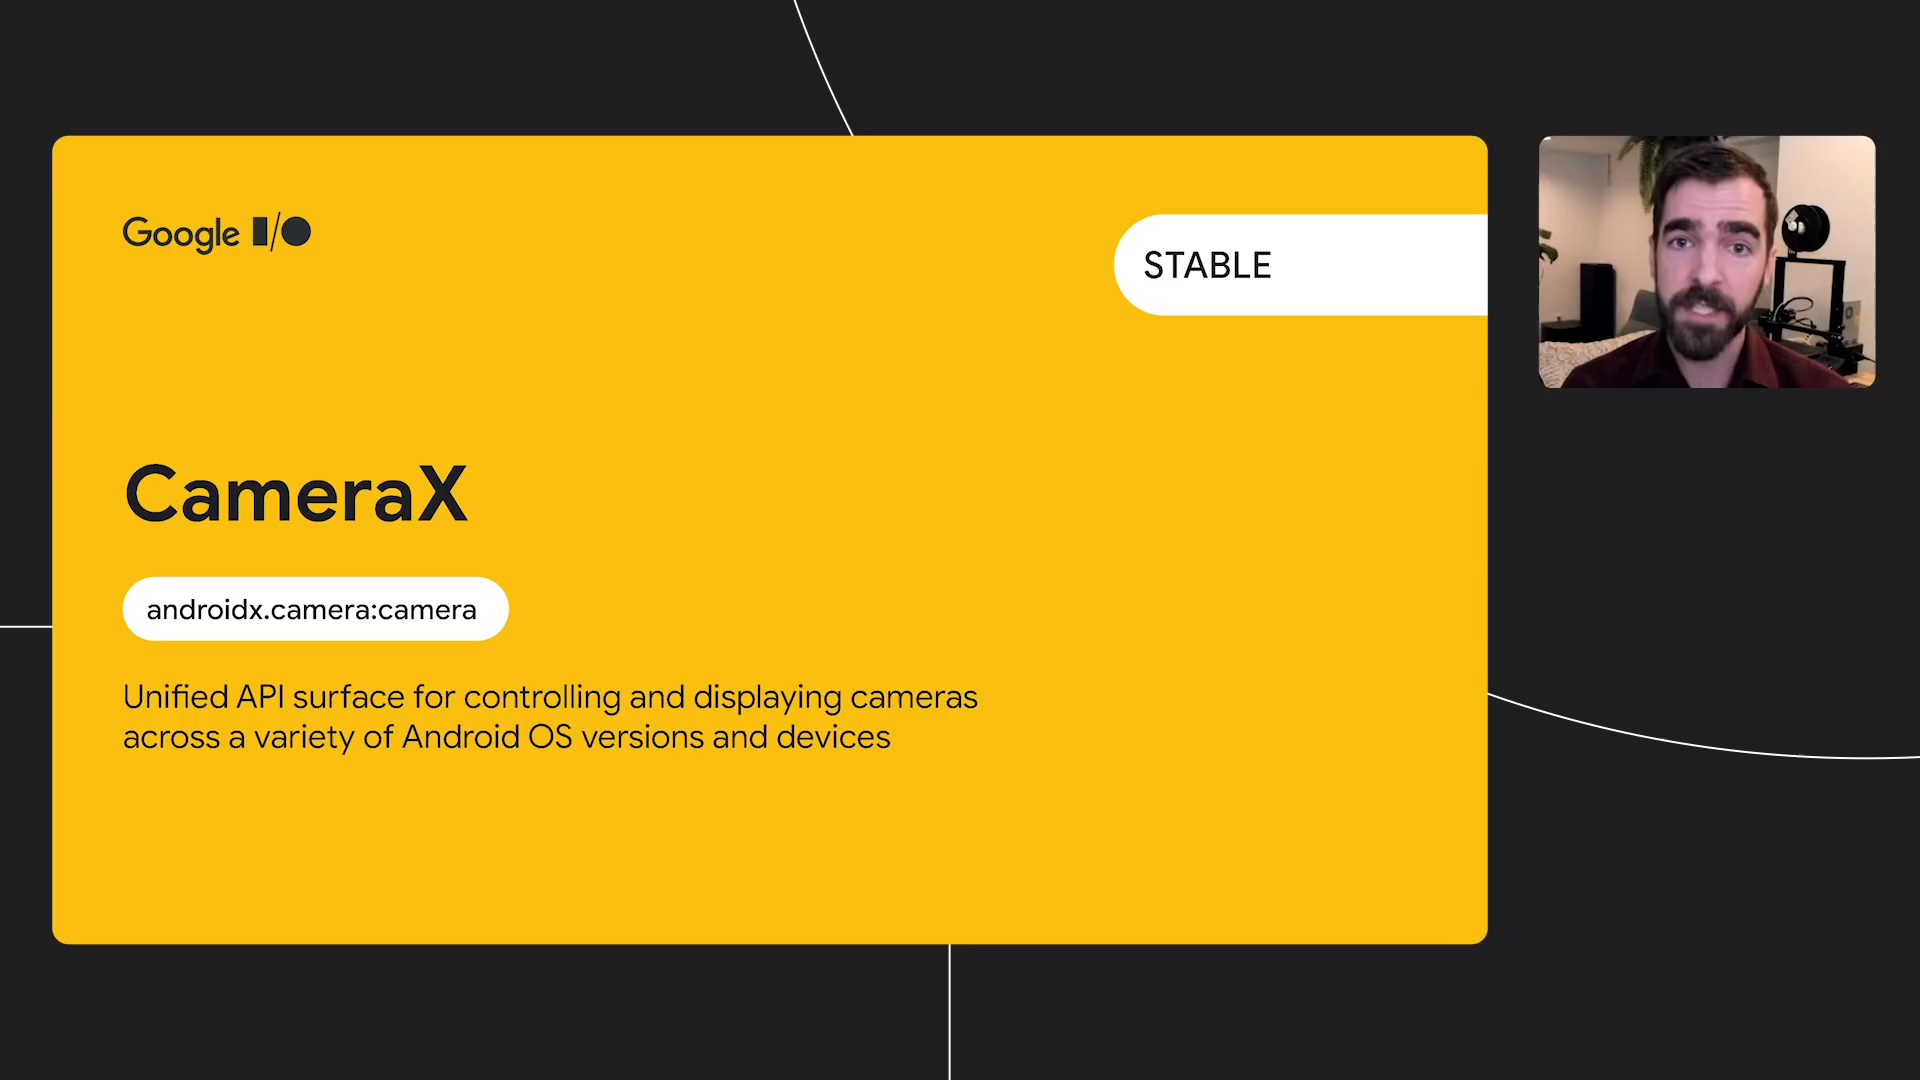 Google I/O
STABLE
CameraX
androidx.camera:camera
Unified API surface for controlling and displaying cameras
across a variety of Android OS versions and devices